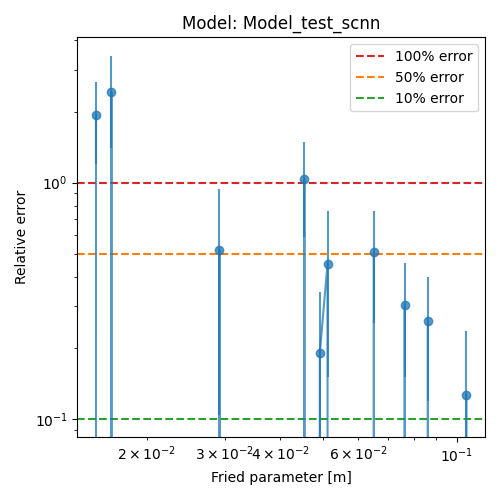 Model: Model_test_scnn
100% error
50% error
10% error
Relative error
10⁰
10⁻¹
2 × 10⁻²
3 × 10⁻²
4 × 10⁻²
6 × 10⁻²
10⁻¹
Fried parameter [m]